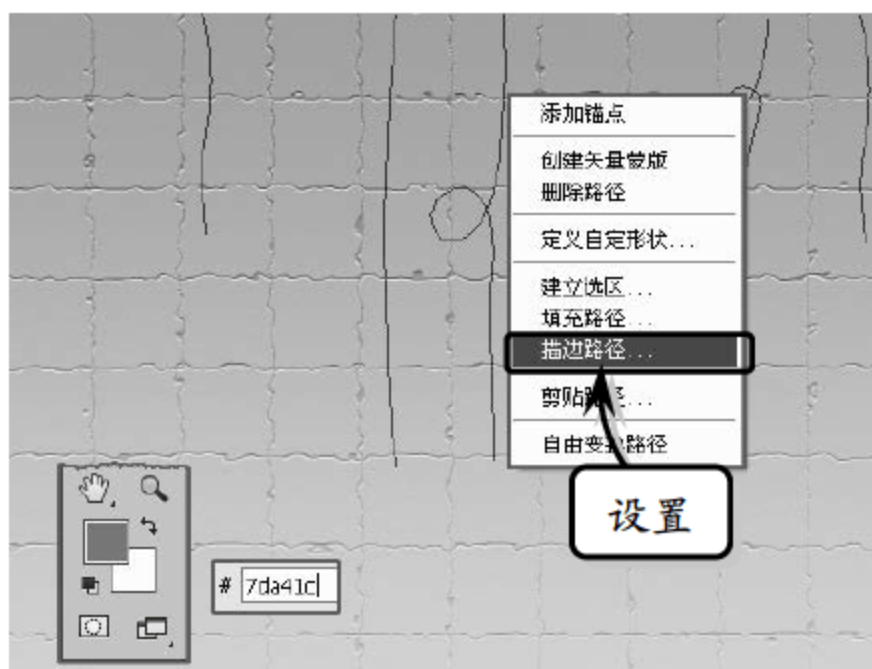 添加锚点
创建矢量蒙版
删除路径
定义自定形状...
建立选区...
填充路径...
描边路径...
剪贴路径...
自由变换路径
设置
# 7da41c